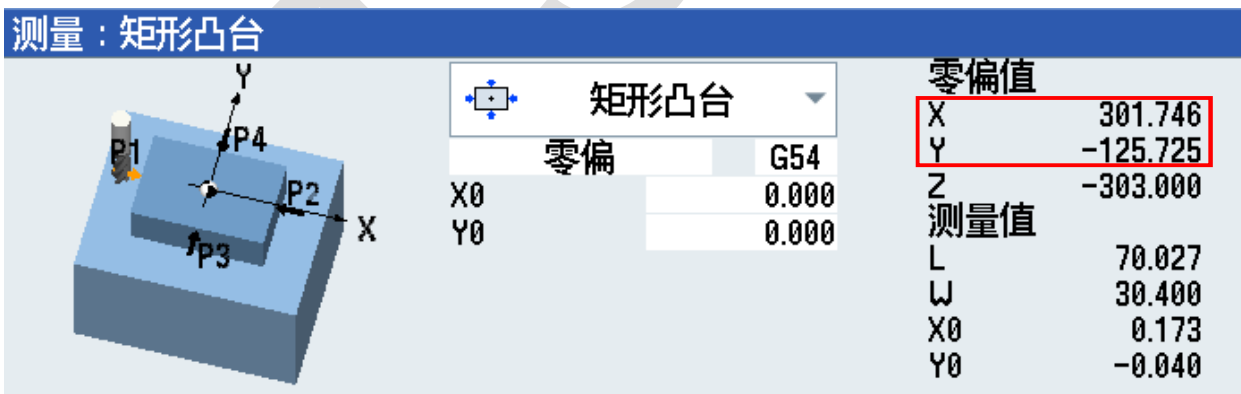 测量：矩形凸台
Y
P1
P4
P2
X
P3
矩形凸台
零偏 G54
X0 0.000
Y0 0.000
零偏值
X 301.746
Y -125.725
Z -303.000
测量值
L 70.027
W 30.400
X0 0.173
Y0 -0.040